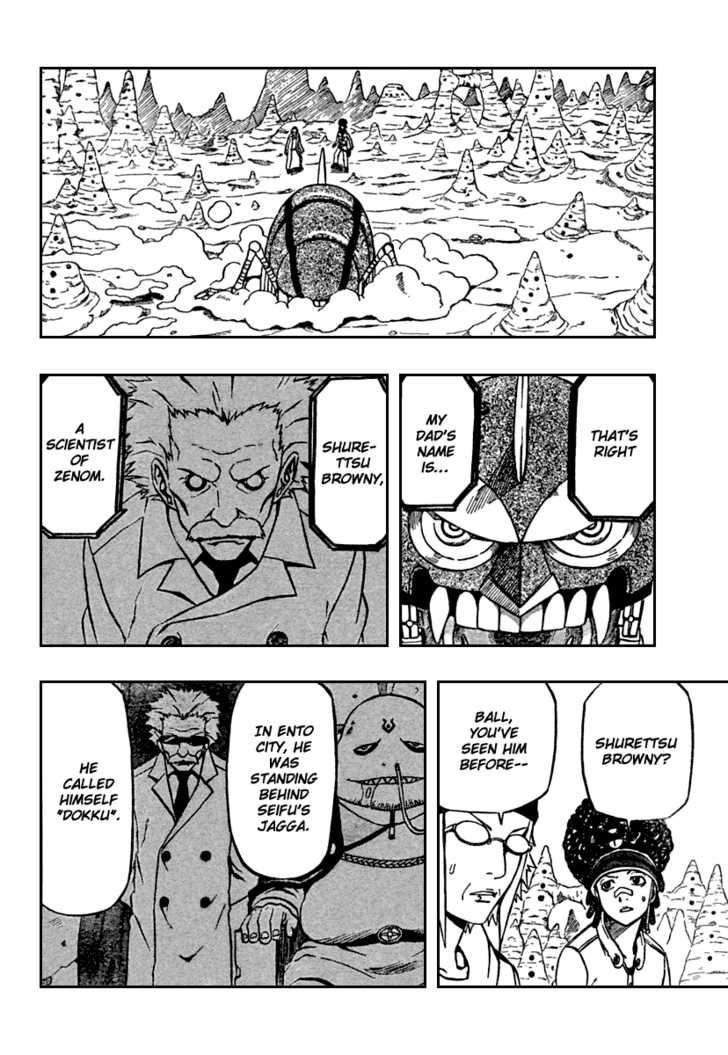 THAT'S
RIGHT
MY
DAD'S
NAME
IS...
SHURE-
TTSU
BROWNY,
A
SCIENTIST
OF
ZENOM.
SHURETTSU
BROWNY?
BALL,
YOU'VE
SEEN HIM
BEFORE--
IN ENTO
CITY, HE
WAS
STANDING
BEHIND
SEIFU'S
JAGGA.
HE
CALLED
HIMSELF
"DOKKU".